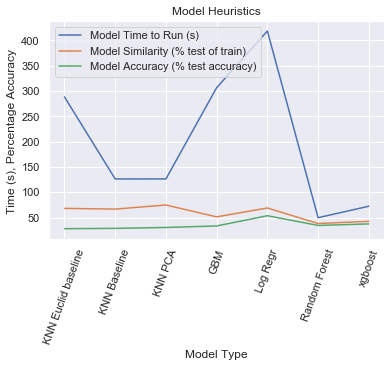 Model Heuristics
Model Time to Run (s)
Model Similarity (% test of train)
Model Accuracy (% test accuracy)
Time (s), Percentage Accuracy
400
350
300
250
200
150
100
50
KNN Euclid baseline
KNN Baseline
KNN PCA
GBM
Log Regr
Random Forest
xgboost
Model Type